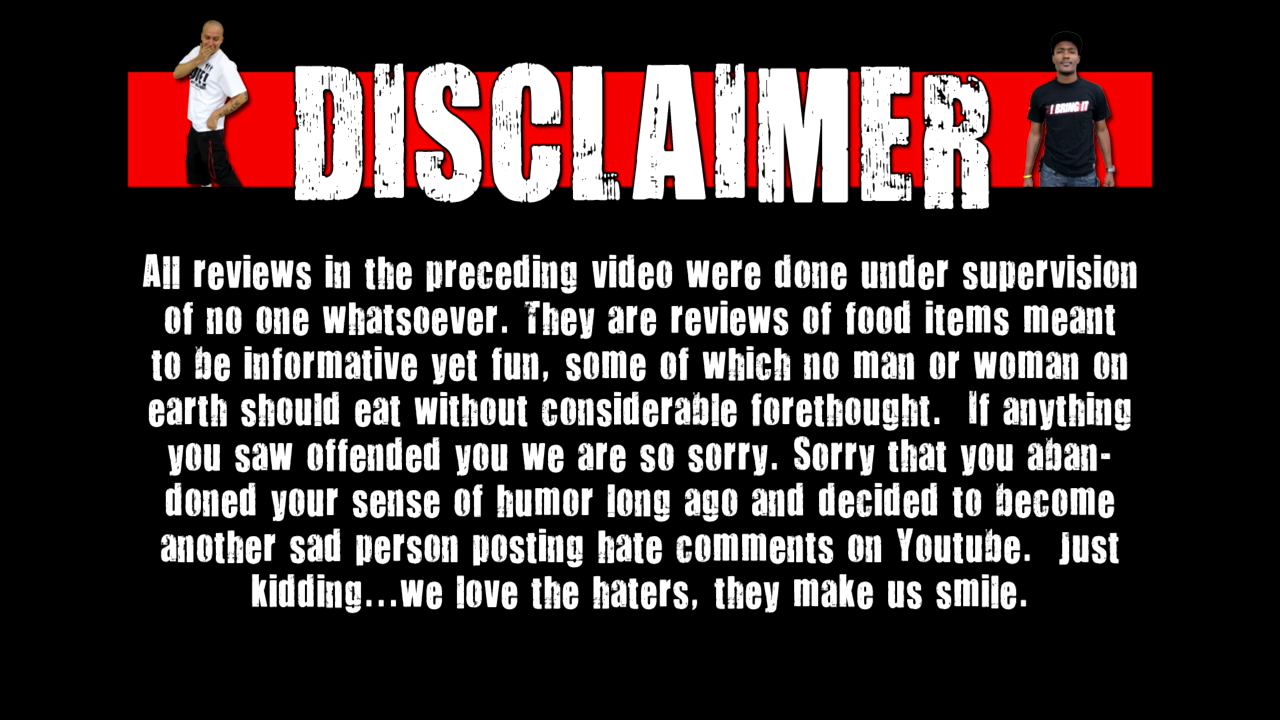 DISCLAIMER
I BRING IT
All reviews in the preceding video were done under supervision
of no one whatsoever. They are reviews of food items meant
to be informative yet fun, some of which no man or woman on
earth should eat without considerable forethought. If anything
you saw offended you we are so sorry. Sorry that you aban-
doned your sense of humor long ago and decided to become
another sad person posting hate comments on Youtube. Just
kidding...we love the haters, they make us smile.